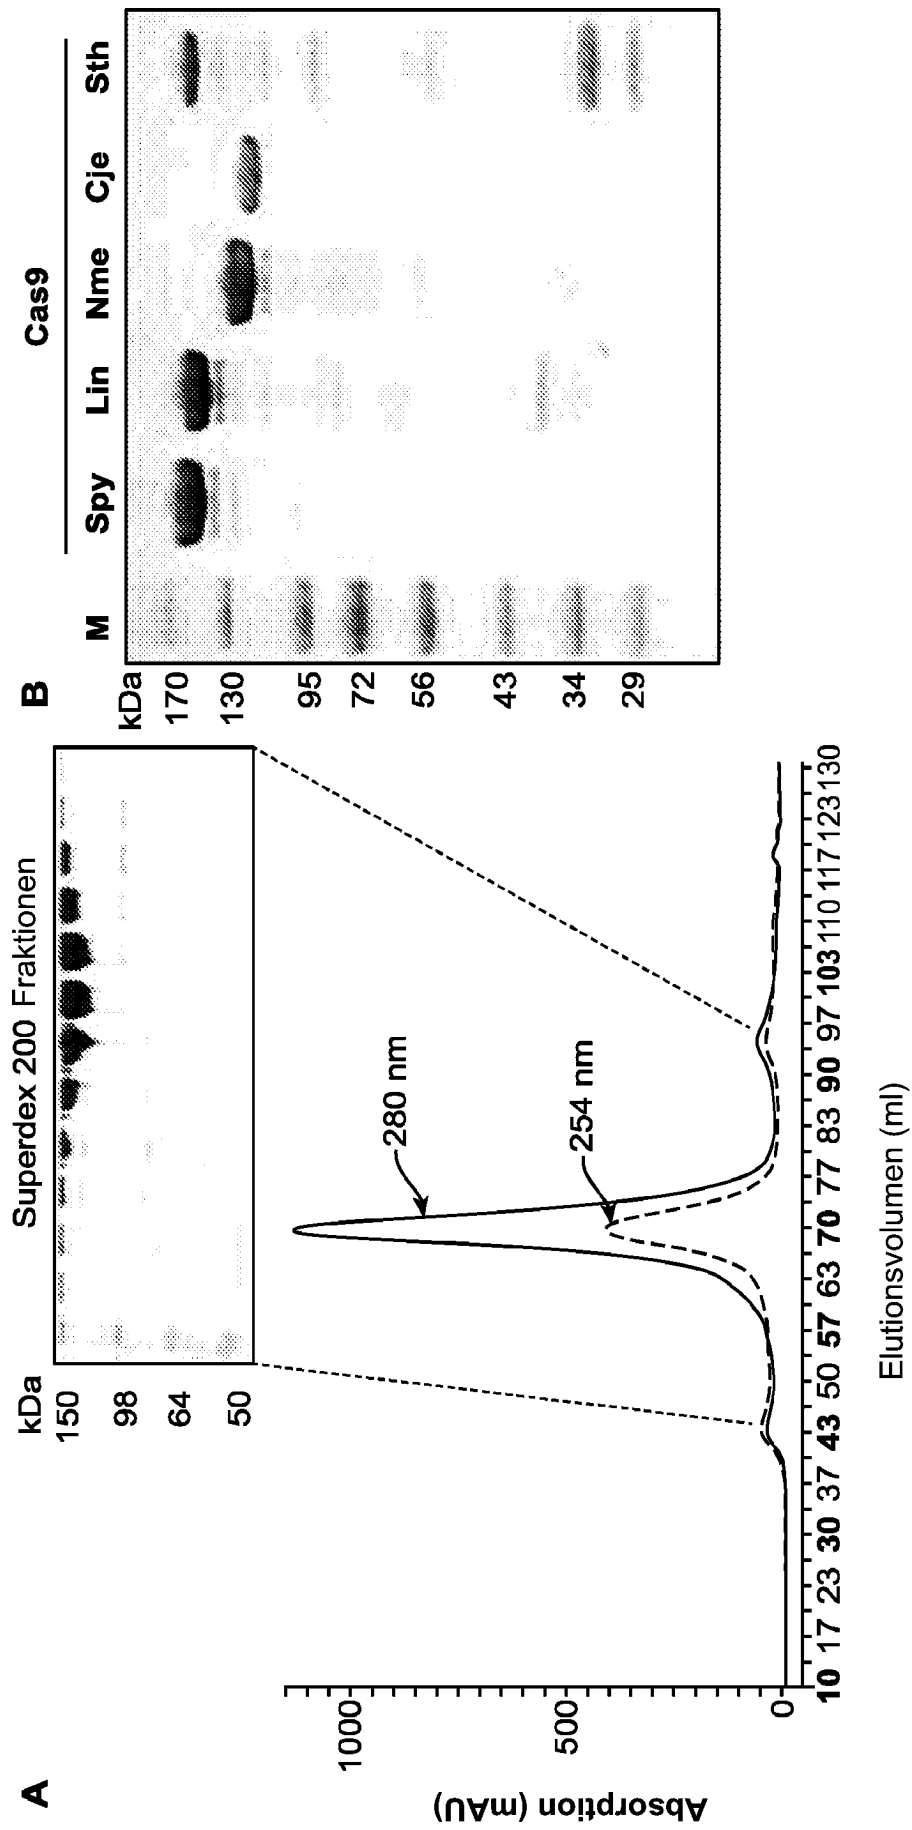 A
Superdex 200 Fraktionen
kDa
150
98
64
50
280 nm
254 nm
1000
500
0
Absorption (mAU)
10 17 23 30 37 43 50 57 63 70 77 83 90 97 103 110 117 123 130
Elutionsvolumen (ml)
B
Cas9
M Spy Lin Nme Cje Sth
kDa
170
130
95
72
56
43
34
29